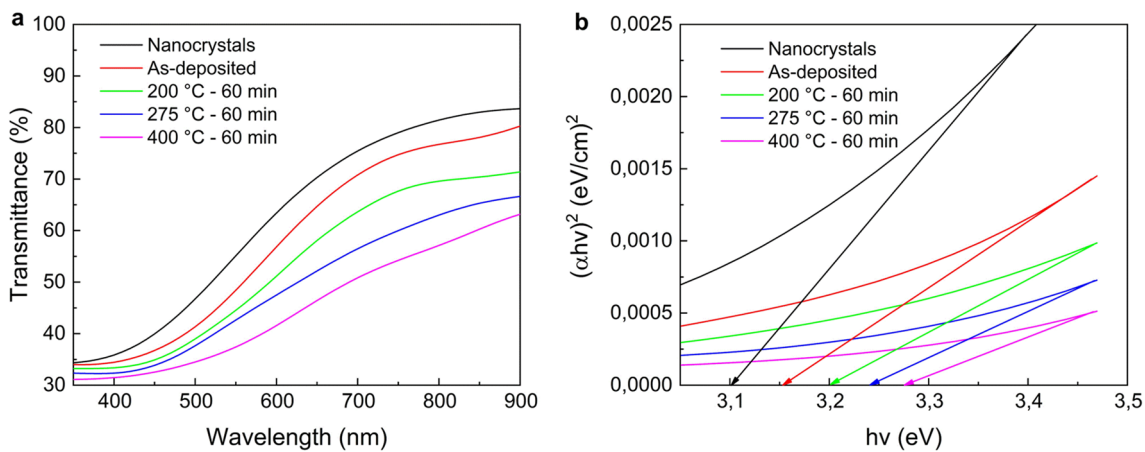 a
100
90
80
70
60
50
40
30
Transmittance (%)
Nanocrystals
As-deposited
200 °C - 60 min
275 °C - 60 min
400 °C - 60 min
400 500 600 700 800 900
Wavelength (nm)
b
0,0025
0,0020
0,0015
0,0010
0,0005
0,0000
(αhν)² (eV/cm)²
Nanocrystals
As-deposited
200 °C - 60 min
275 °C - 60 min
400 °C - 60 min
3,1 3,2 3,3 3,4 3,5
hν (eV)